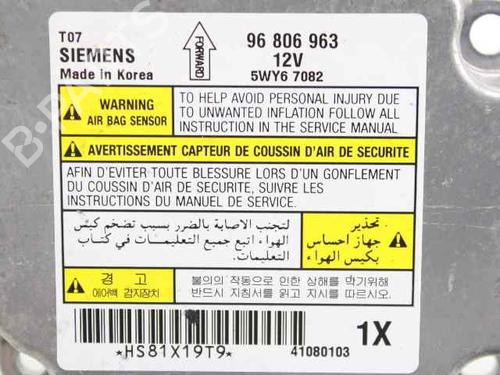 T07
SIEMENS
Made in Korea
FORWARD
96 806 963
12V
5WY6 7082
WARNING
AIR BAG SENSOR
TO HELP AVOID PERSONAL INJURY DUE
TO UNWANTED INFLATION FOLLOW ALL
INSTRUCTION IN THE SERVICE MANUAL
AVERTISSEMENT CAPTEUR DE COUSSIN D'AIR DE SECURITE
AFIN D'EVITER TOUTE BLESSURE LORS D'UN GONFLEMENT
DU COUSSIN D'AIR DE SECURITE, SUIVRE LES
INSTRUCTIONS DU MANUEL DE SERVICE.
تحذير
جهاز احساس
بكيس الهواء
لتجنب الاصابة بالضرر بسبب تضخم كيس
الهواء اتبع جميع التعليمات في كتاب
التعليمات.
경 고
에어백 감지장치
불의의 작동으로 인한 상해를 막기위해
반드시 지침서를 읽고 지시를 따르시오.
*HS81X19T9*
1X
41080103